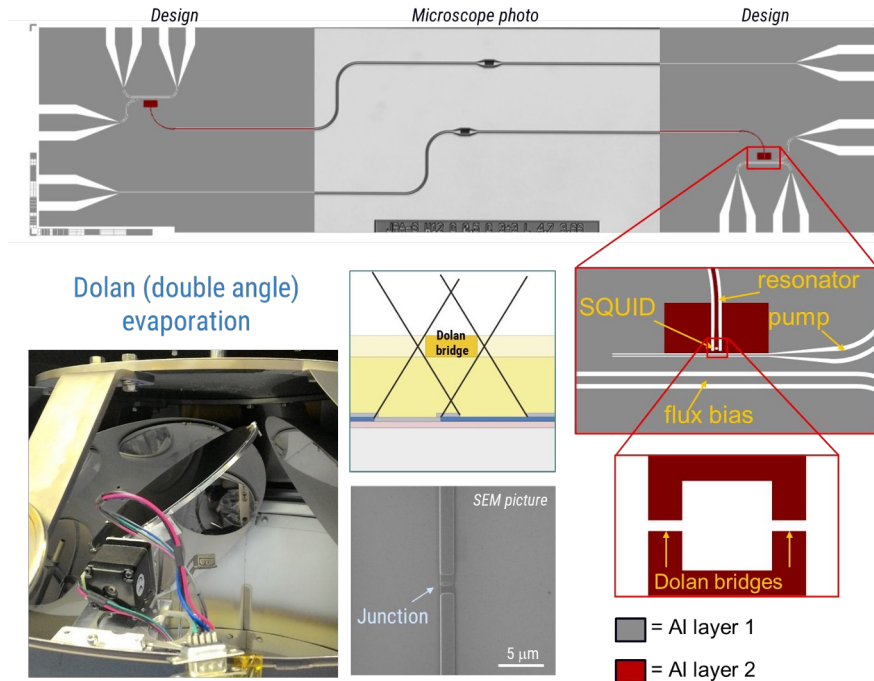 Design
Microscope photo
Design
Dolan (double angle)
evaporation
Dolan
bridge
SEM picture
Junction
5 μm
resonator
SQUID
pump
flux bias
Dolan bridges
= Al layer 1
= Al layer 2